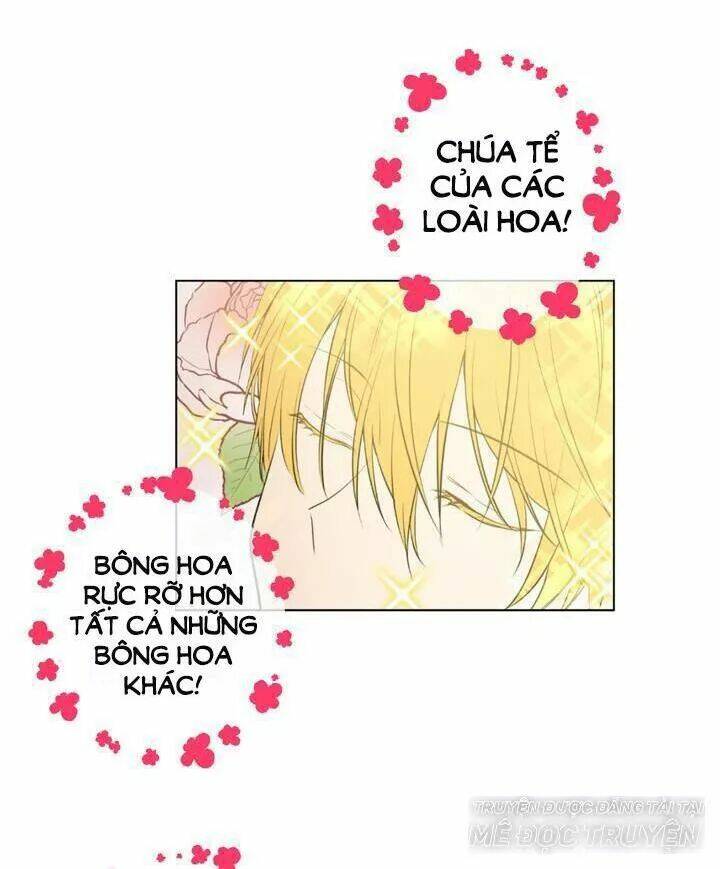 CHÚA TỂ
CỦA CÁC
LOÀI HOA!
BÔNG HOA
RỰC RỠ HƠN
TẤT CẢ NHỮNG
BÔNG HOA
KHÁC!
TRUYỆN ĐƯỢC ĐĂNG TẢI TẠI
MÊ ĐỌC TRUYỆN